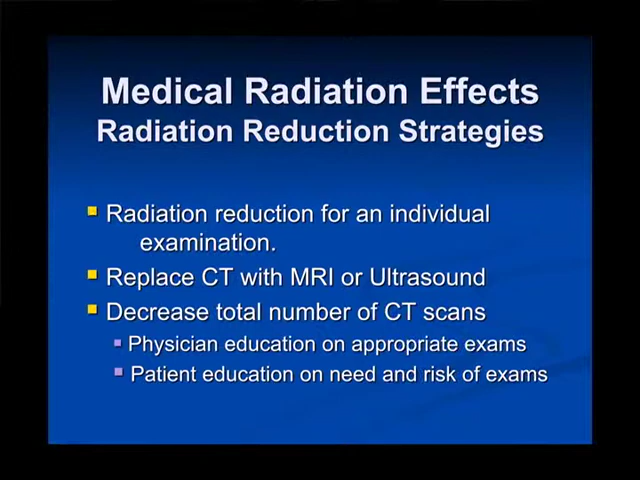 Medical Radiation Effects
Radiation Reduction Strategies
Radiation reduction for an individual
examination.
Replace CT with MRI or Ultrasound
Decrease total number of CT scans
Physician education on appropriate exams
Patient education on need and risk of exams